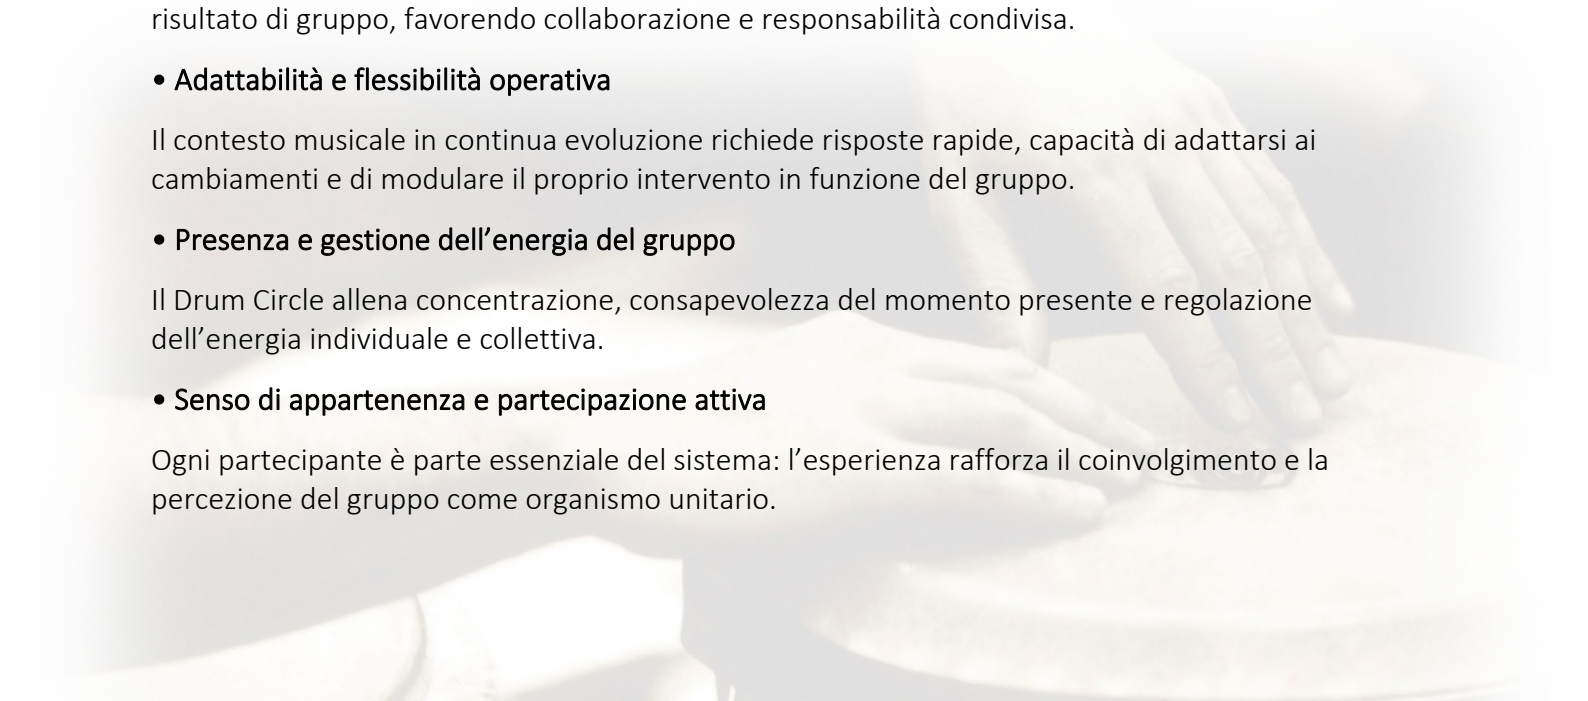 risultato di gruppo, favorendo collaborazione e responsabilità condivisa.
• Adattabilità e flessibilità operativa
Il contesto musicale in continua evoluzione richiede risposte rapide, capacità di adattarsi ai
cambiamenti e di modulare il proprio intervento in funzione del gruppo.
• Presenza e gestione dell’energia del gruppo
Il Drum Circle allena concentrazione, consapevolezza del momento presente e regolazione
dell’energia individuale e collettiva.
• Senso di appartenenza e partecipazione attiva
Ogni partecipante è parte essenziale del sistema: l’esperienza rafforza il coinvolgimento e la
percezione del gruppo come organismo unitario.